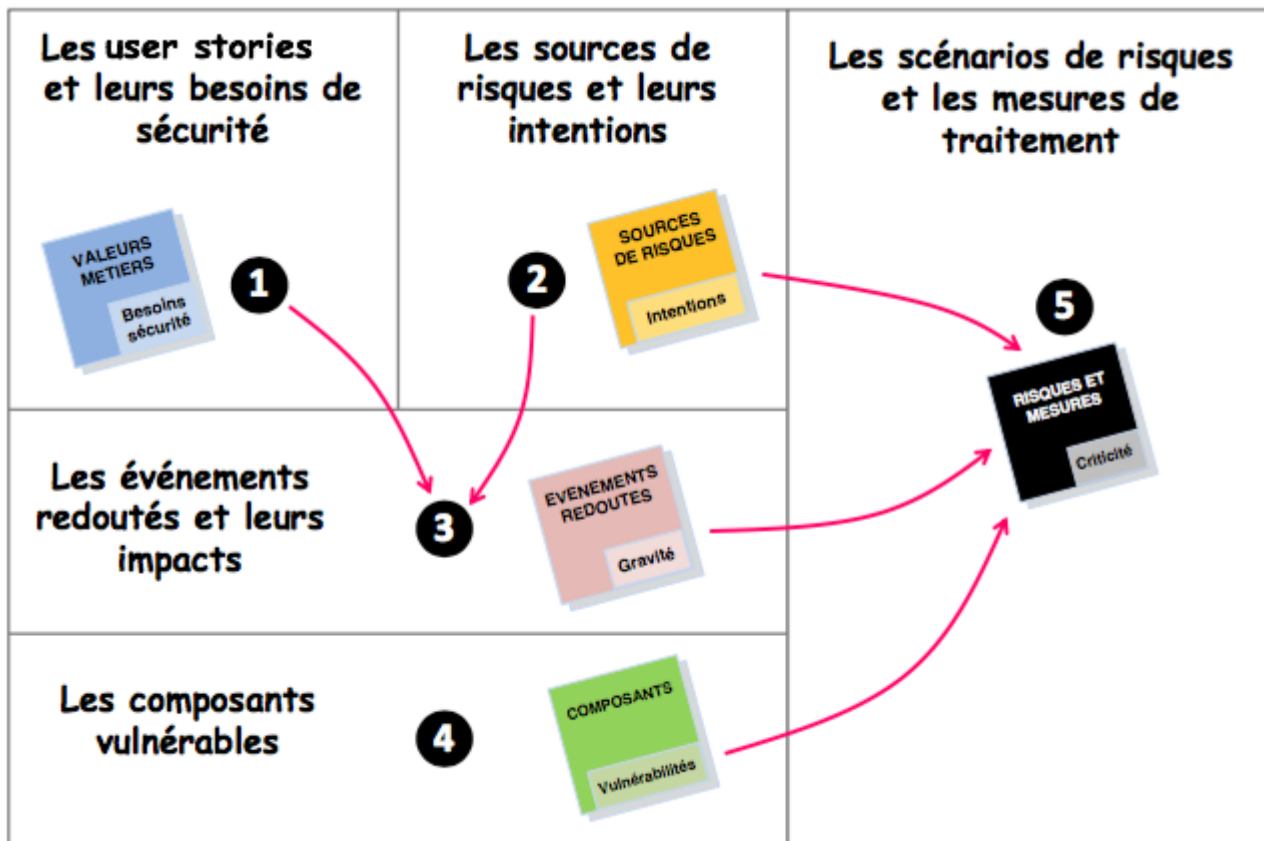 Les user stories
et leurs besoins de
sécurité
VALEURS
METIERS
Besoins
sécurité
1
Les sources de
risques et leurs
intentions
2
SOURCES
DE RISQUES
Intentions
Les scénarios de risques
et les mesures de
traitement
5
RISQUES ET
MESURES
Criticité
Les événements
redoutés et leurs
impacts
3
EVENEMENTS
REDOUTES
Gravité
Les composants
vulnérables
4
COMPOSANTS
Vulnérabilités